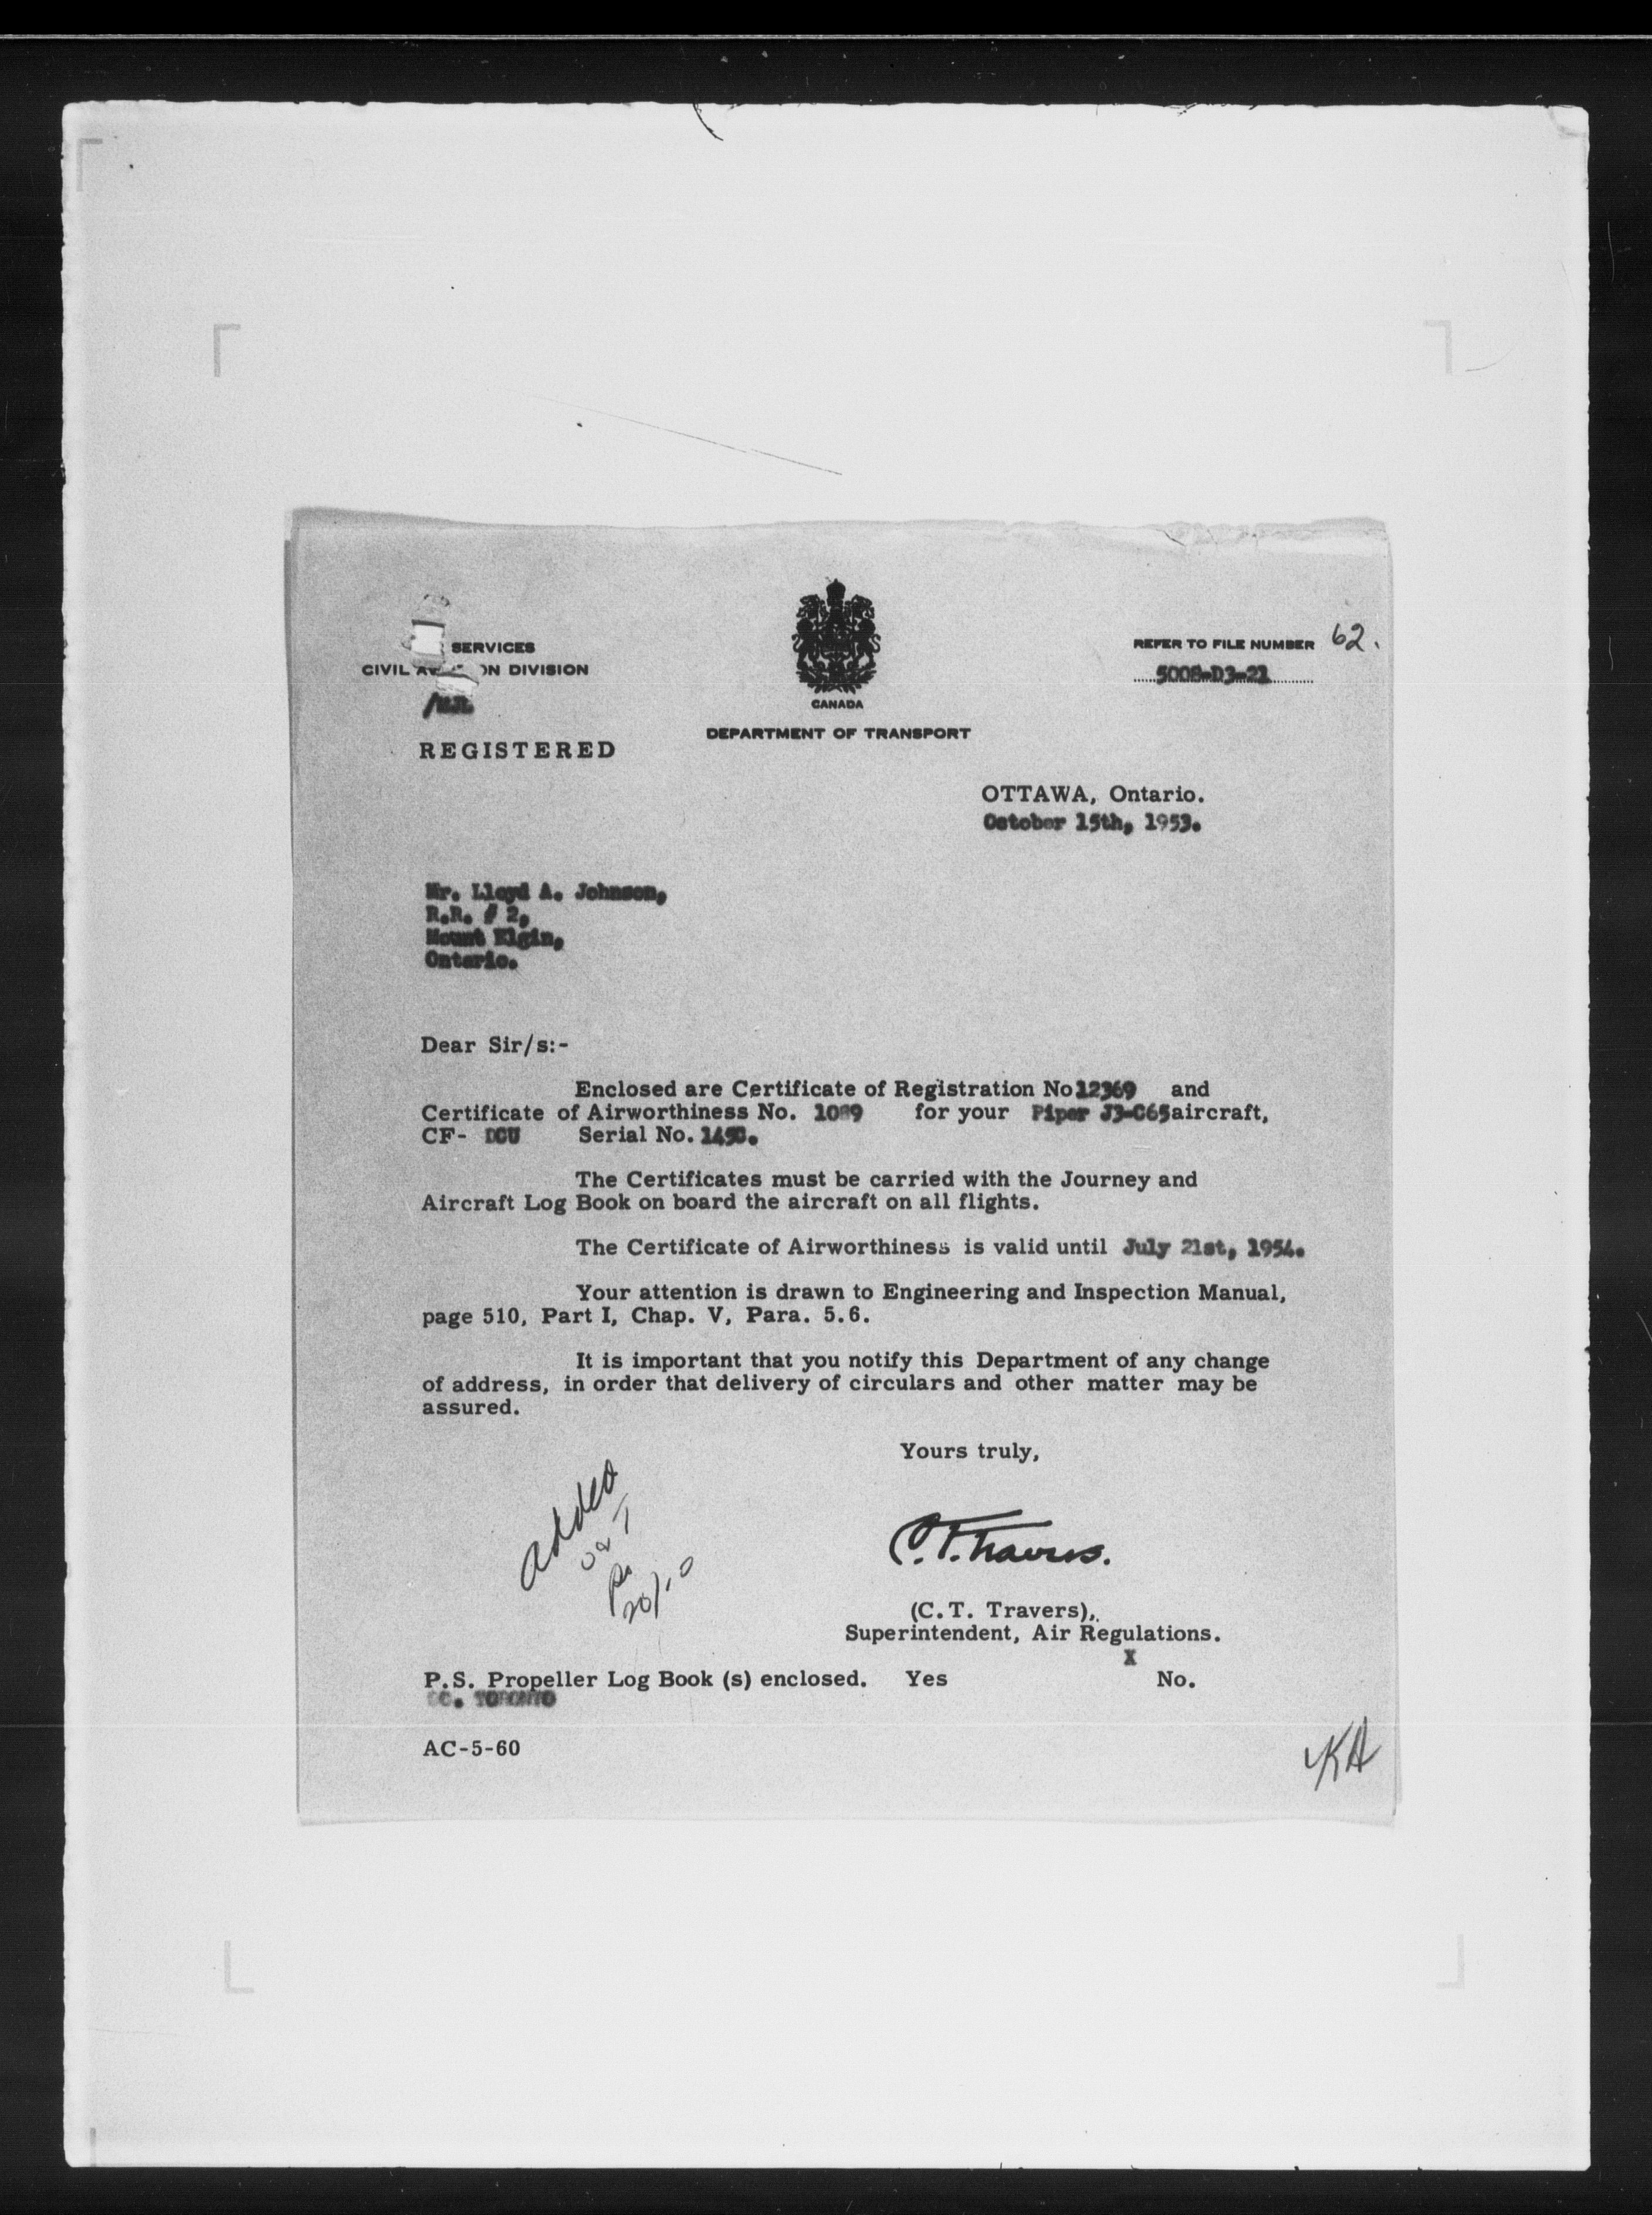 SERVICES
CIVIL ON DIVISION
REGISTERED
CANADA
DEPARTMENT OF TRANSPORT
REFER TO FILE NUMBER 62.
5008-D3-21
OTTAWA, Ontario.
October 15th, 1953.
Mr. Lloyd A. Johnson,
R.R. # 2,
Mount Elgin,
Ontario.
Dear Sir/s:-
Enclosed are Certificate of Registration No 12369 and
Certificate of Airworthiness No. for your Piper J3-C65 aircraft,
CF- DCU Serial No.
The Certificates must be carried with the Journey and
Aircraft Log Book on board the aircraft on all flights.
The Certificate of Airworthiness is valid until July 21st, 1954.
Your attention is drawn to Engineering and Inspection Manual,
page 510, Part I, Chap. V, Para. 5.6.
It is important that you notify this Department of any change
of address, in order that delivery of circulars and other matter may be
assured.
Yours truly,
added
C.T. Travers.
(C.T. Travers),
Superintendent, Air Regulations.
X
P.S. Propeller Log Book (s) enclosed. Yes No.
CC. TORONTO
AC-5-60
KA